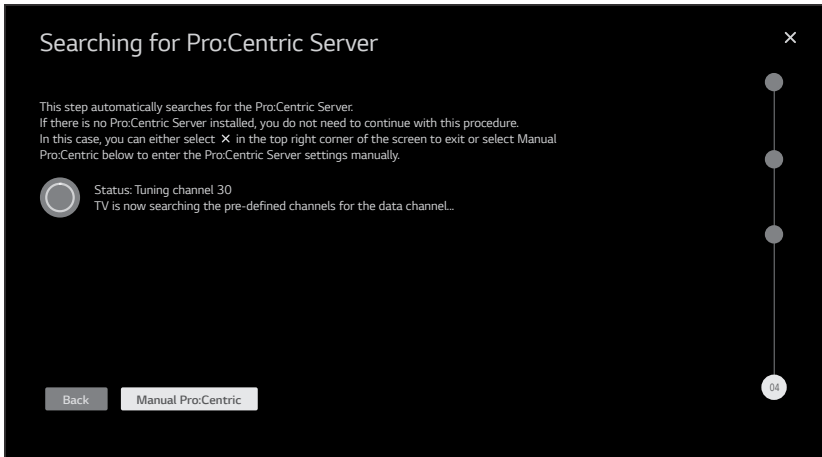 Searching for Pro:Centric Server
×
This step automatically searches for the Pro:Centric Server.
If there is no Pro:Centric Server installed, you do not need to continue with this procedure.
In this case, you can either select × in the top right corner of the screen to exit or select Manual
Pro:Centric below to enter the Pro:Centric Server settings manually.
Status: Tuning channel 30
TV is now searching the pre-defined channels for the data channel...
04
Back
Manual Pro:Centric